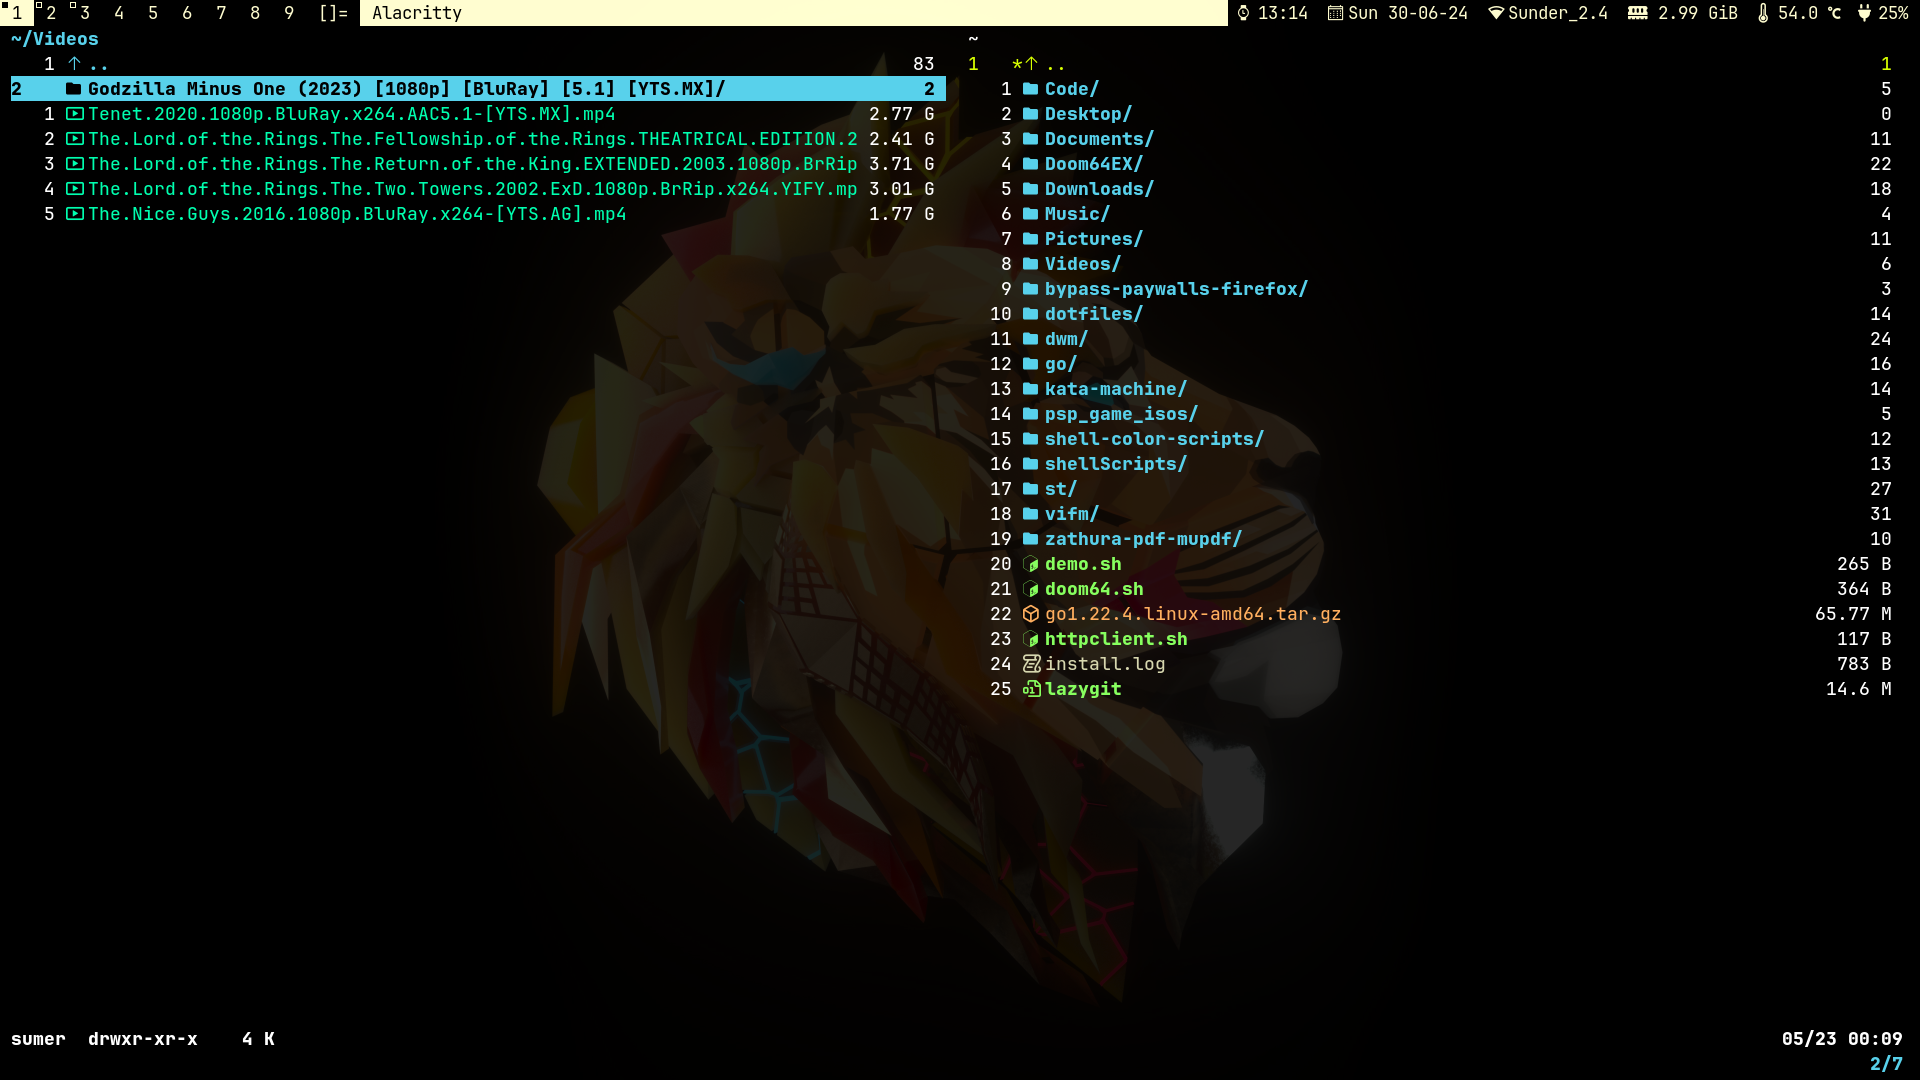 1 2 3 4 5 6 7 8 9 []= Alacritty 13:14 Sun 30-06-24 Sunder_2.4 2.99 GiB 54.0 °C 25%
~/Videos
1 ↑ .. 83
2 Godzilla Minus One (2023) [1080p] [BluRay] [5.1] [YTS.MX]/ 2
1 Tenet.2020.1080p.BluRay.x264.AAC5.1-[YTS.MX].mp4 2.77 G
2 The.Lord.of.the.Rings.The.Fellowship.of.the.Rings.THEATRICAL.EDITION.2 2.41 G
3 The.Lord.of.the.Rings.The.Return.of.the.King.EXTENDED.2003.1080p.BrRip 3.71 G
4 The.Lord.of.the.Rings.The.Two.Towers.2002.ExD.1080p.BrRip.x264.YIFY.mp 3.01 G
5 The.Nice.Guys.2016.1080p.BluRay.x264-[YTS.AG].mp4 1.77 G
~
1 *↑ .. 1
1 Code/ 5
2 Desktop/ 0
3 Documents/ 11
4 Doom64EX/ 22
5 Downloads/ 18
6 Music/ 4
7 Pictures/ 11
8 Videos/ 6
9 bypass-paywalls-firefox/ 3
10 dotfiles/ 14
11 dwm/ 24
12 go/ 16
13 kata-machine/ 14
14 psp_game_isos/ 5
15 shell-color-scripts/ 12
16 shellScripts/ 13
17 st/ 27
18 vifm/ 31
19 zathura-pdf-mupdf/ 10
20 demo.sh 265 B
21 doom64.sh 364 B
22 go1.22.4.linux-amd64.tar.gz 65.77 M
23 httpclient.sh 117 B
24 install.log 783 B
25 lazygit 14.6 M
sumer drwxr-xr-x 4 K 05/23 00:09
2/7